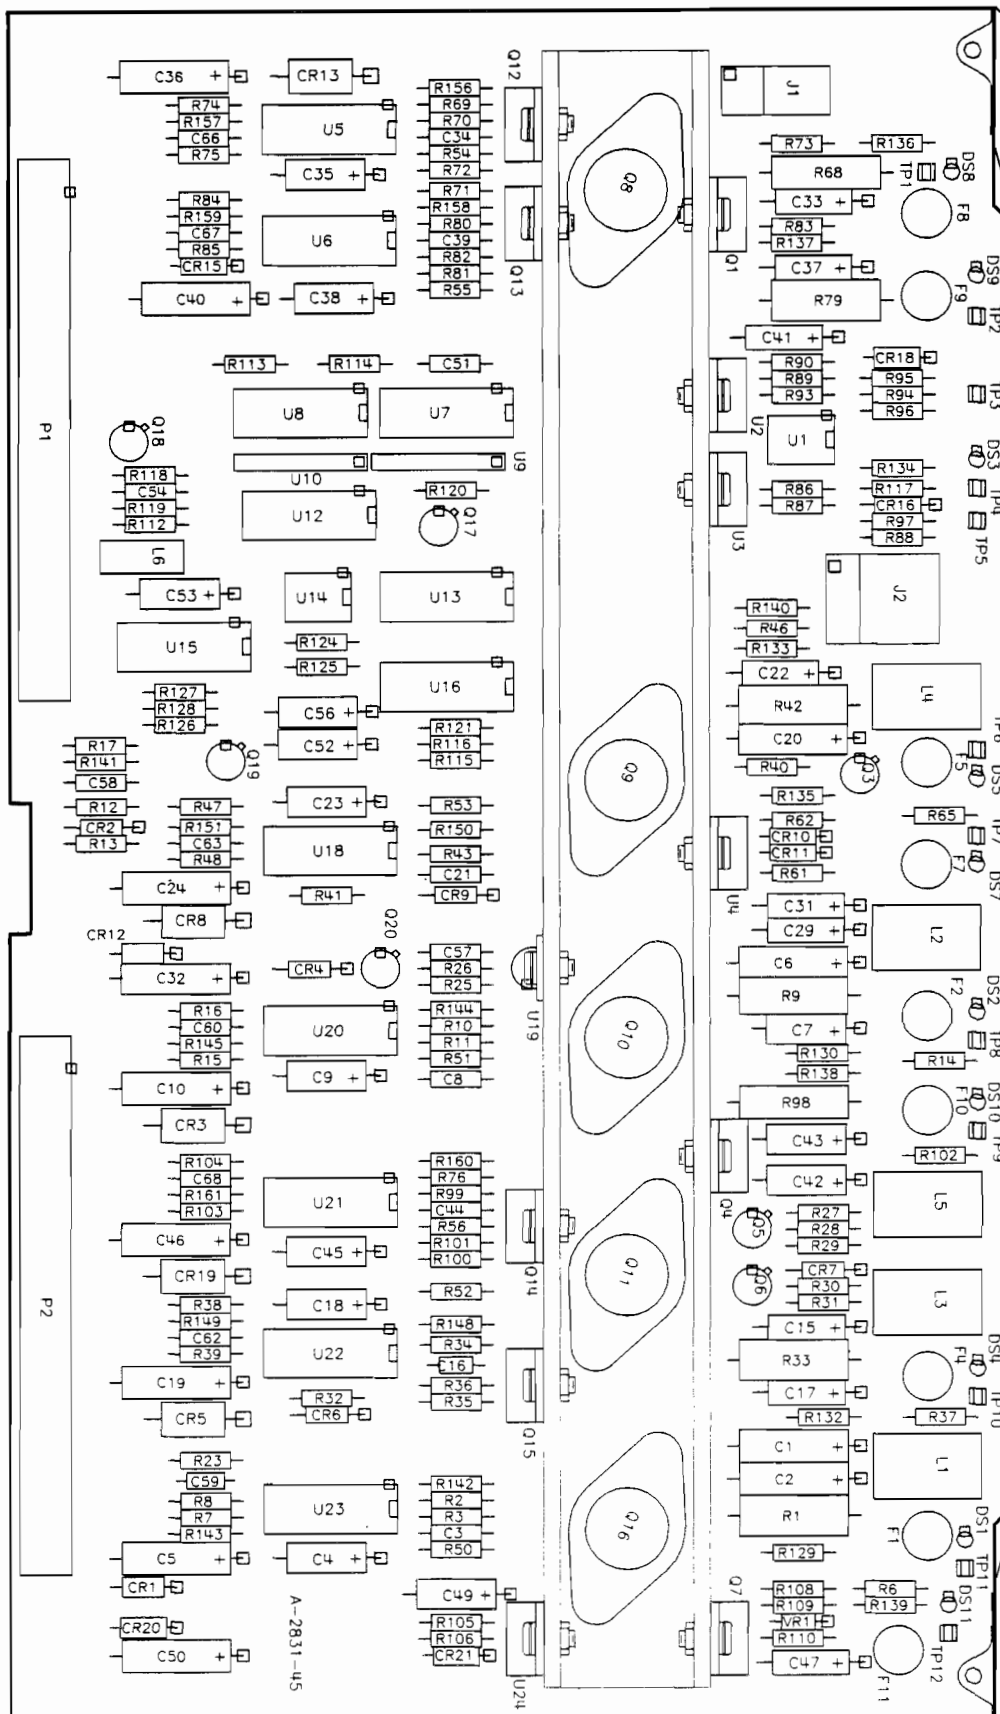 C36 +
CR13
R156
Q12
J1
R74
R69
R157
U5
R70
C66
C34
R75
R54
R73
R136
C35 +
R72
Q8
R68
TP1
DS8
R84
R71
C33 +
F8
R159
R158
C67
U6
R80
R83
R85
C39
R137
Q1
CR15
R82
R81
Q13
C37 +
DS9
C40 +
C38 +
R55
R79
F9
TP2
C41 +
R113
R114
C51
R90
CR18
R89
R95
R93
R94
TP3
R96
P1
U8
U7
U2
U1
Q18
DS3
U10
U9
R134
R118
R120
R86
R117
TP4
C54
R87
CR16
R119
U12
Q17
R97
TP5
R112
U3
R88
L6
C53 +
U14
U13
J2
R140
U15
R124
R46
R125
R133
C22 +
L4
R127
U16
R42
R128
C56 +
R126
R121
C20 +
TP6
R17
C52 +
R116
R141
Q19
R115
R40
Q3
F5
DS5
C58
Q9
R12
R47
C23 +
R53
R135
R65
CR2
R151
R150
R62
TP7
R13
C63
U18
CR10
R48
R43
CR11
F7
C21
R61
DS7
C24 +
R41
CR9
U4
C31 +
CR8
C29 +
L2
CR12
Q20
C57
C6 +
CR4
R26
C32 +
R25
R9
DS2
R16
R144
U19
F2
C60
U20
R10
C7 +
TP8
R145
R11
Q10
R130
R15
R51
R14
C10 +
C9 +
C8
R138
DS10
R98
F10
CR3
C43 +
TP9
R104
R160
R102
C68
R76
C42 +
R161
U21
R99
L5
R103
C44
Q4
R56
Q5
R27
C46 +
C45 +
R101
R28
R100
R29
CR19
Q14
Q11
Q6
CR7
R52
R30
R38
C18 +
R31
L3
R149
R148
C15 +
C62
R34
R39
U22
C16
R33
DS4
C19 +
R36
C17 +
F4
R32
R35
TP10
CR5
CR6
R132
R37
Q15
P2
C1 +
L1
R23
C59
R142
C2 +
R8
U23
R2
R7
R3
Q16
R1
DS1
R143
C3
F1
C5 +
C4 +
R50
R129
TP11
CR1
C49 +
Q7
R108
R6
DS11
R109
R139
CR20
A-2831-45
R105
VR1
R106
R110
C50 +
CR21
C47 +
TP12
U24
F11